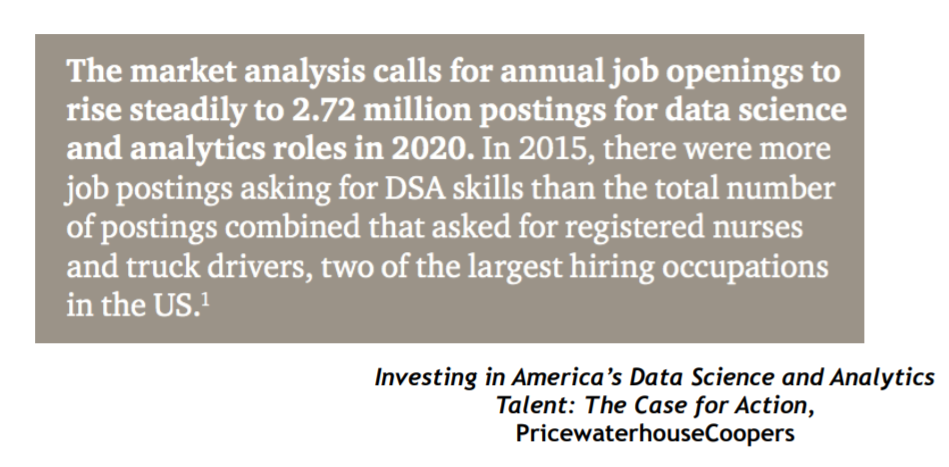 The market analysis calls for annual job openings to
rise steadily to 2.72 million postings for data science
and analytics roles in 2020. In 2015, there were more
job postings asking for DSA skills than the total number
of postings combined that asked for registered nurses
and truck drivers, two of the largest hiring occupations
in the US.¹
Investing in America’s Data Science and Analytics
Talent: The Case for Action,
PricewaterhouseCoopers